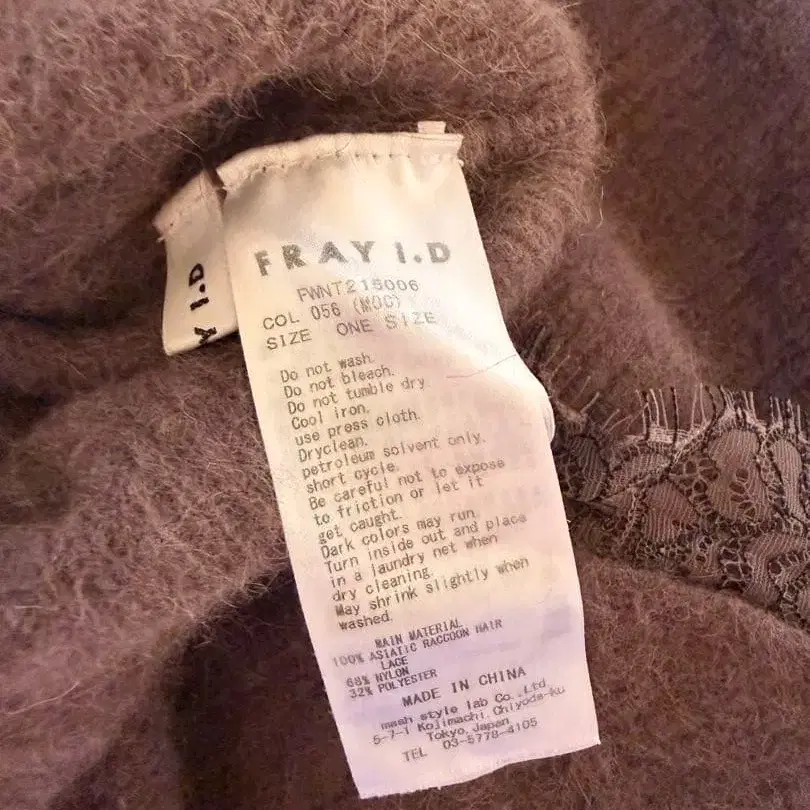 FRAY I.D
Y I.D
FWNT215006
COL 056 (MOC)
SIZE ONE SIZE
Do not wash.
Do not bleach.
Do not tumble dry.
Cool iron.
use press cloth.
Dryclean.
petroleum solvent only.
short cycle.
Be careful not to expose
to friction or let it
get caught.
Dark colors may run.
Turn inside out and place
in a laundry net when
dry cleaning.
May shrink slightly when
washed.
MAIN MATERIAL
100% ASIATIC RACCOON HAIR
LACE
68% NYLON
32% POLYESTER
MADE IN CHINA
mash style lab Co.,Ltd
5-7-1 Kojimachi, Chiyoda-ku
Tokyo, Japan
TEL 03-5778-4105